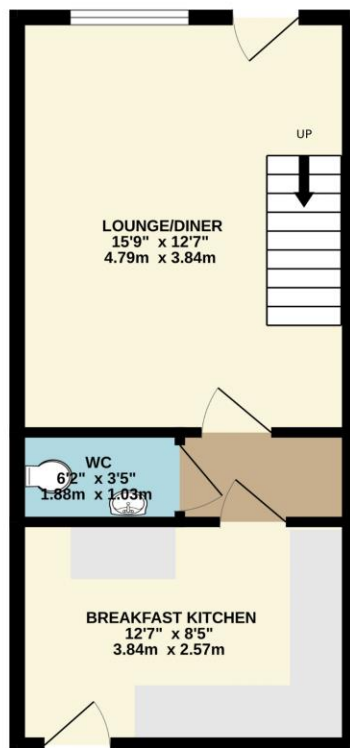 UP
LOUNGE/DINER
15'9" x 12'7"
4.79m x 3.84m
WC
6'2" x 3'5"
1.88m x 1.03m
BREAKFAST KITCHEN
12'7" x 8'5"
3.84m x 2.57m